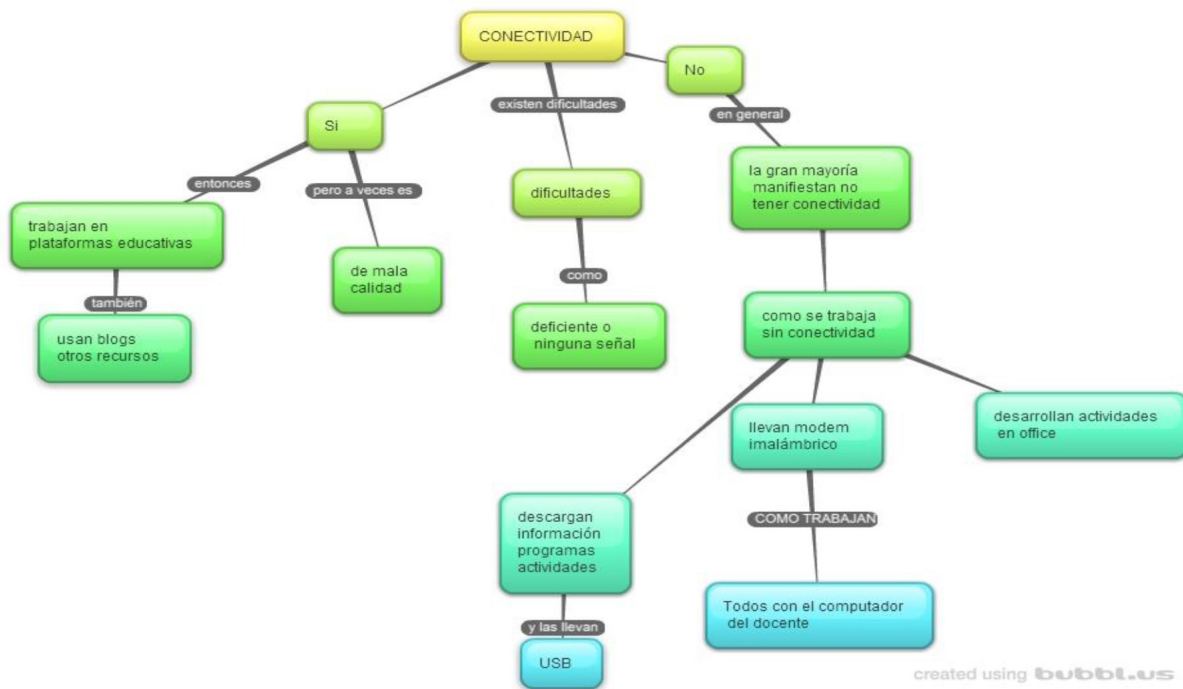 CONECTIVIDAD
No
existen dificultades
en general
Si
entonces
pero a veces es
dificultades
la gran mayoría
manifiestan no
tener conectividad
trabajan en
plataformas educativas
de mala
calidad
como
también
usan blogs
otros recursos
deficiente o
ninguna señal
como se trabaja
sin conectividad
llevan modem
imalámbrico
desarrollan actividades
en office
descargan
información
programas
actividades
COMO TRABAJAN
y las llevan
USB
Todos con el computador
del docente
created using bubbl.us